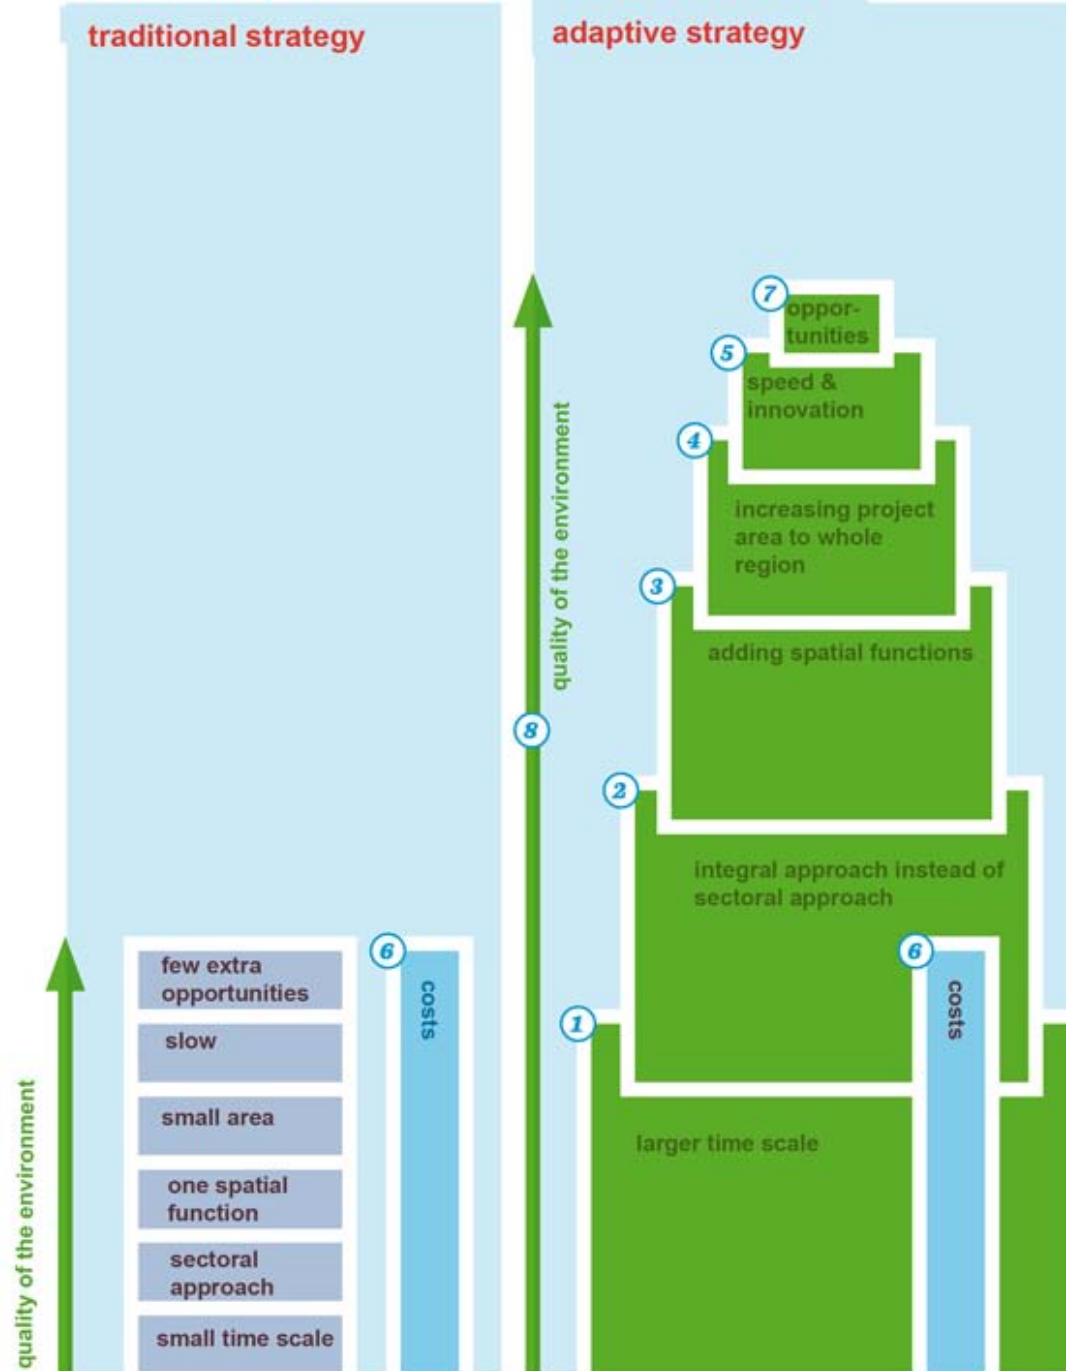 traditional strategy
quality of the environment
few extra
opportunities
slow
small area
one spatial
function
sectoral
approach
small time scale
6
costs
adaptive strategy
quality of the environment
8
7
oppor-
tunities
5
speed &
innovation
4
increasing project
area to whole
region
3
adding spatial functions
2
integral approach instead of
sectoral approach
6
costs
1
larger time scale